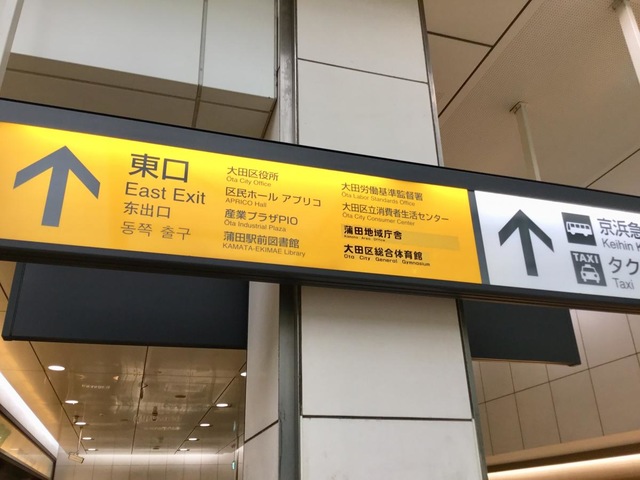 東口
East Exit
东出口
동쪽 출구
大田区役所
Ota City Office
区民ホール アプリコ
APRICO Hall
産業プラザPIO
Ota Industrial Plaza
蒲田駅前図書館
KAMATA-EKIMAE Library
大田労働基準監督署
Ota Labor Standards Office
大田区立消費者生活センター
Ota City Consumer Center
蒲田地域庁舎
Kamata Area Office
大田区総合体育館
Ota City General Gymnasium
京浜急
Keihin
TAXI
タク
Taxi